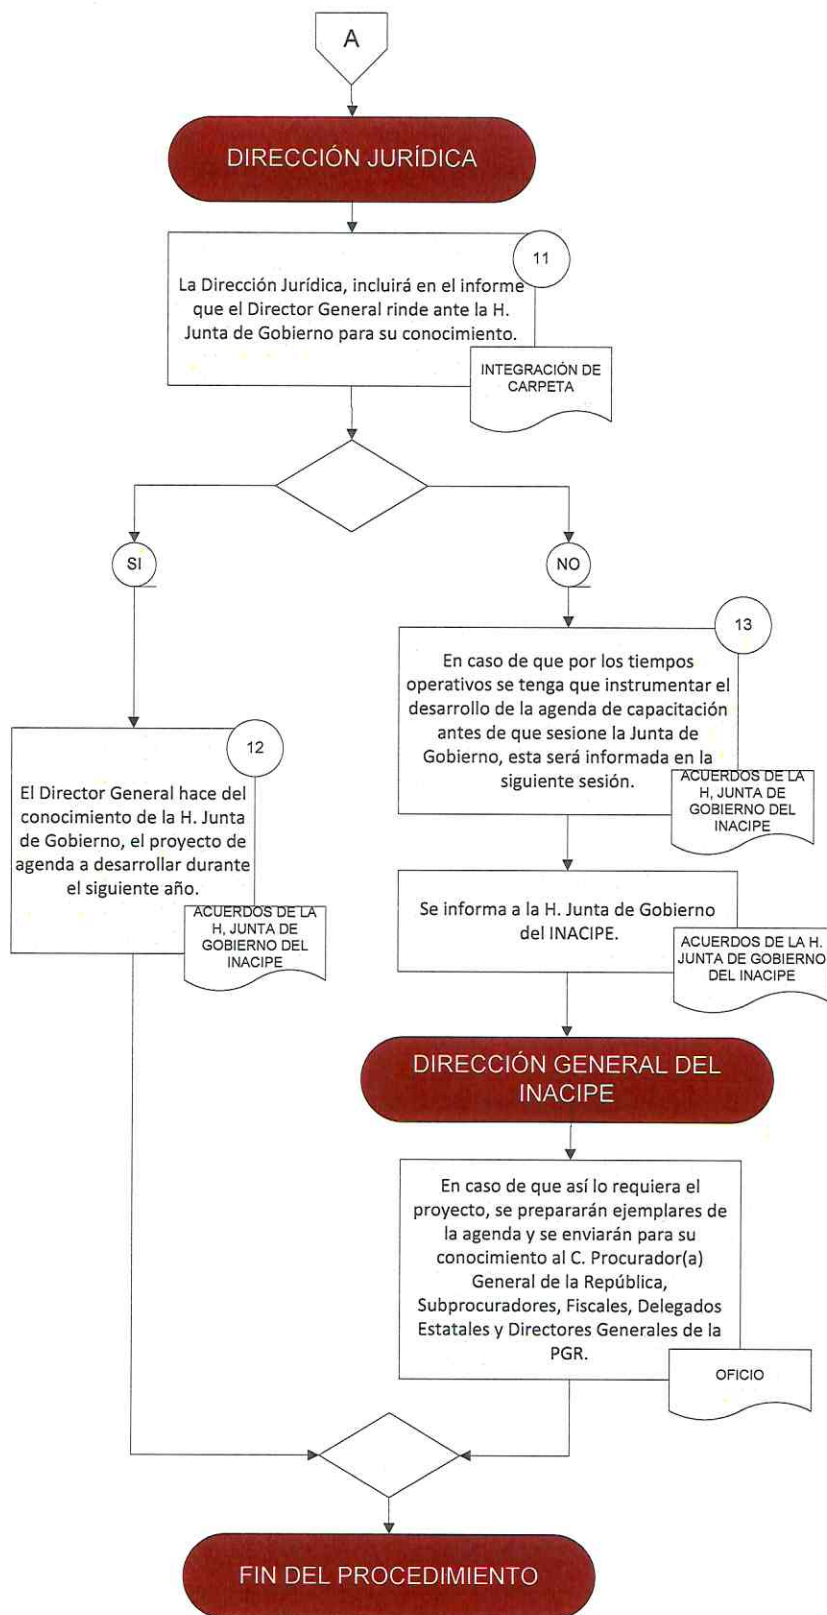 A
DIRECCIÓN JURÍDICA
11
La Dirección Jurídica, incluirá en el informe
que el Director General rinde ante la H.
Junta de Gobierno para su conocimiento.
INTEGRACIÓN DE
CARPETA
SI
NO
12
El Director General hace del
conocimiento de la H. Junta
de Gobierno, el proyecto de
agenda a desarrollar durante
el siguiente año.
ACUERDOS DE LA
H, JUNTA DE
GOBIERNO DEL
INACIPE
13
En caso de que por los tiempos
operativos se tenga que instrumentar el
desarrollo de la agenda de capacitación
antes de que sesione la Junta de
Gobierno, esta será informada en la
siguiente sesión.
ACUERDOS DE LA
H, JUNTA DE
GOBIERNO DEL
INACIPE
Se informa a la H. Junta de Gobierno
del INACIPE.
ACUERDOS DE LA H.
JUNTA DE GOBIERNO
DEL INACIPE
DIRECCIÓN GENERAL DEL
INACIPE
En caso de que así lo requiera el
proyecto, se prepararán ejemplares de
la agenda y se enviarán para su
conocimiento al C. Procurador(a)
General de la República,
Subprocuradores, Fiscales, Delegados
Estatales y Directores Generales de la
PGR.
OFICIO
FIN DEL PROCEDIMIENTO